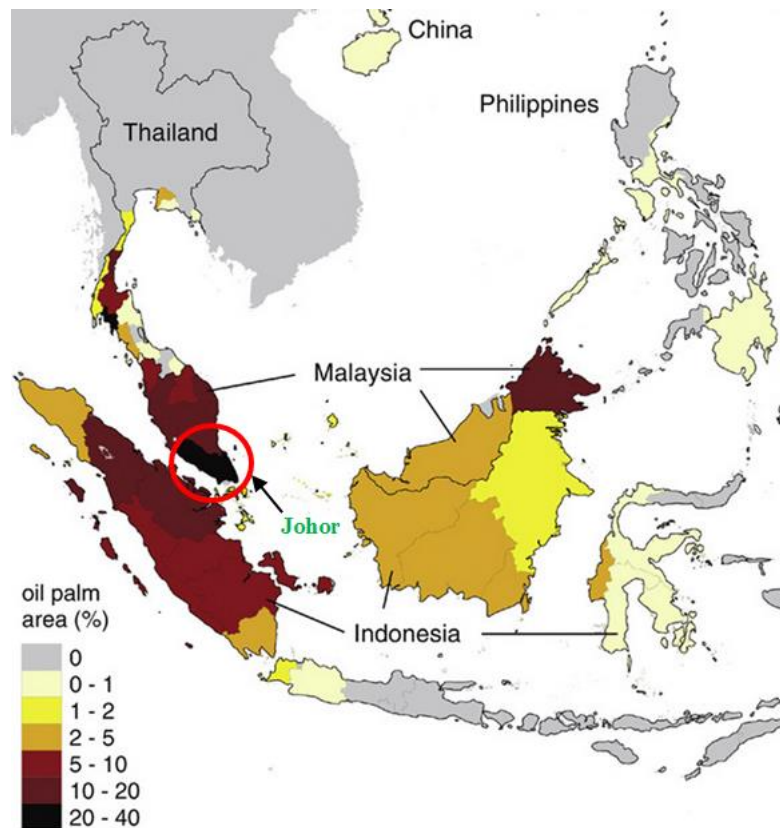 China
Philippines
Thailand
Malaysia
Johor
Indonesia
oil palm
area (%)
0
0 - 1
1 - 2
2 - 5
5 - 10
10 - 20
20 - 40